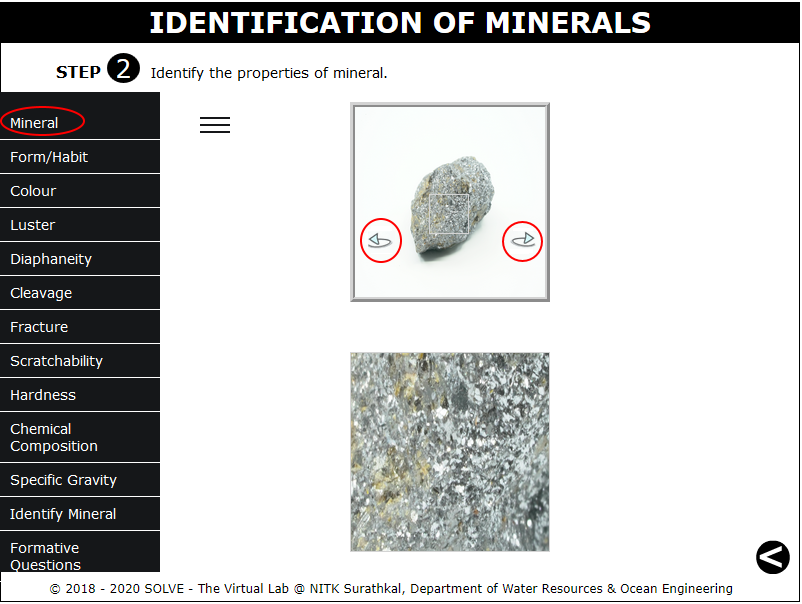 IDENTIFICATION OF MINERALS
STEP 2 Identify the properties of mineral.
Mineral
Form/Habit
Colour
Luster
Diaphaneity
Cleavage
Fracture
Scratchability
Hardness
Chemical
Composition
Specific Gravity
Identify Mineral
Formative
Questions
© 2018 - 2020 SOLVE - The Virtual Lab @ NITK Surathkal, Department of Water Resources & Ocean Engineering